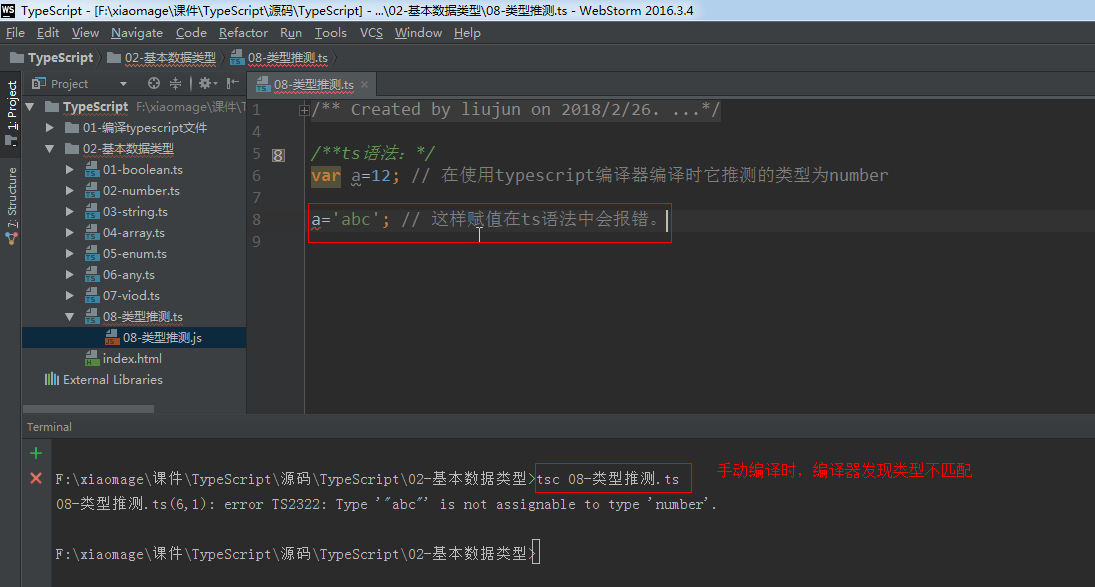 WS TypeScript - [F:\xiaomage\课件\TypeScript\源码\TypeScript] - ...\02-基本数据类型\08-类型推测.ts - WebStorm 2016.3.4
File Edit View Navigate Code Refactor Run Tools VCS Window Help
TypeScript 02-基本数据类型 08-类型推测.ts
Project 08-类型推测.ts
1: Project
7: Structure
TypeScript F:\xiaomage\课件\T
01-编译typescript文件
02-基本数据类型
01-boolean.ts
02-number.ts
03-string.ts
04-array.ts
05-enum.ts
06-any.ts
07-viod.ts
08-类型推测.ts
08-类型推测.js
index.html
External Libraries
1 /** Created by liujun on 2018/2/26. ...*/
4
5 8 /**ts语法: */
6 var a=12; // 在使用typescript编译器编译时它推测的类型为number
7
8 a='abc'; // 这样赋值在ts语法中会报错。
9
Terminal
F:\xiaomage\课件\TypeScript\源码\TypeScript\02-基本数据类型>tsc 08-类型推测.ts
手动编译时，编译器发现类型不匹配
08-类型推测.ts(6,1): error TS2322: Type '"abc"' is not assignable to type 'number'.
F:\xiaomage\课件\TypeScript\源码\TypeScript\02-基本数据类型>